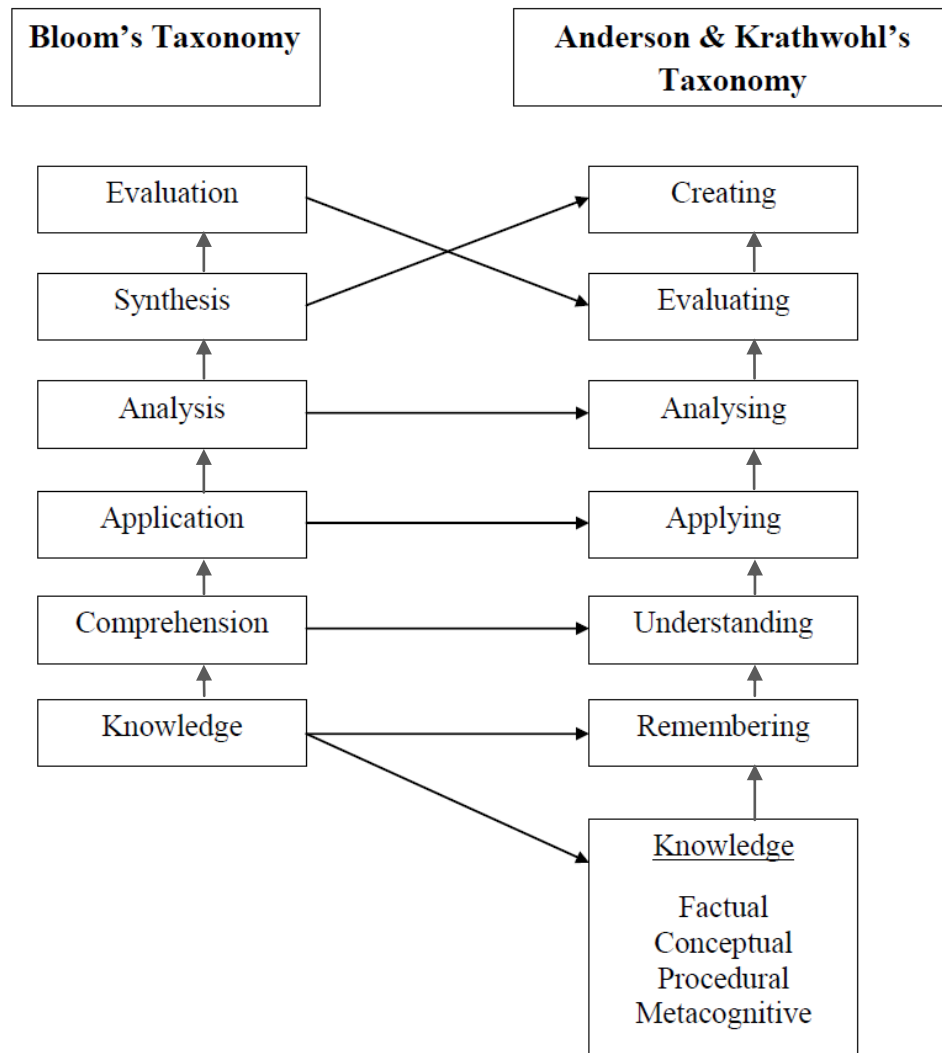 Bloom’s Taxonomy
Anderson & Krathwohl’s
Taxonomy
Evaluation
Creating
Synthesis
Evaluating
Analysis
Analysing
Application
Applying
Comprehension
Understanding
Knowledge
Remembering
Knowledge
Factual
Conceptual
Procedural
Metacognitive